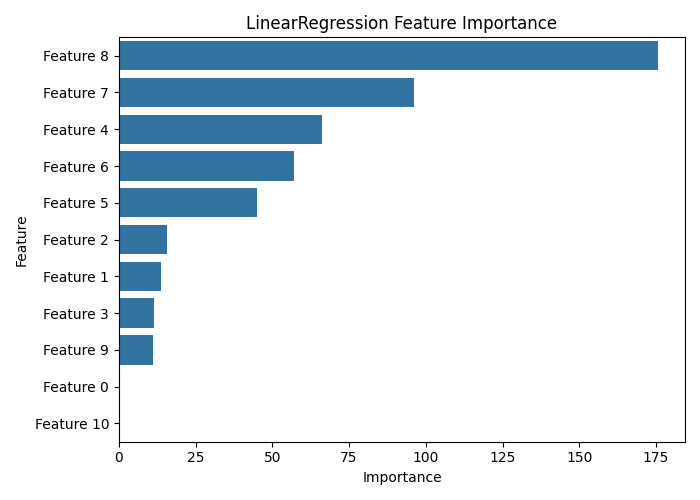 LinearRegression Feature Importance
Feature 8
Feature 7
Feature 4
Feature 6
Feature 5
Feature 2
Feature 1
Feature 3
Feature 9
Feature 0
Feature 10
Feature
0 25 50 75 100 125 150 175
Importance